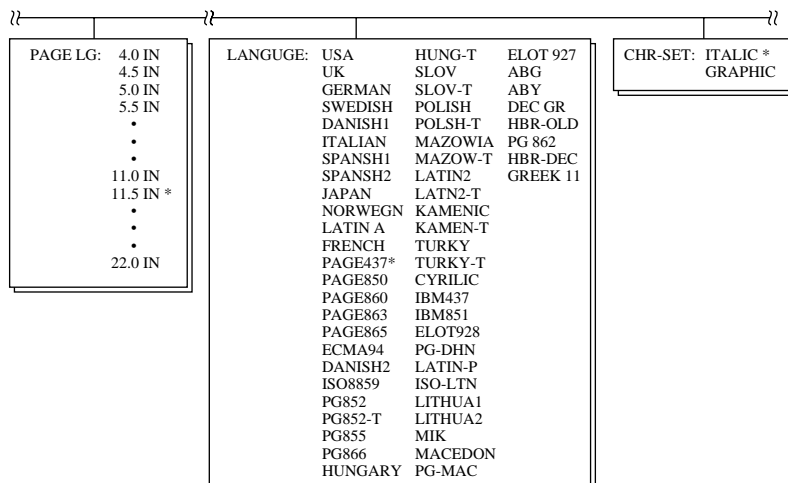 PAGE LG: 4.0 IN
4.5 IN
5.0 IN
5.5 IN
•
•
•
11.0 IN
11.5 IN *
•
•
•
22.0 IN
LANGUGE: USA HUNG-T ELOT 927
UK SLOV ABG
GERMAN SLOV-T ABY
SWEDISH POLISH DEC GR
DANISH1 POLSH-T HBR-OLD
ITALIAN MAZOWIA PG 862
SPANSH1 MAZOW-T HBR-DEC
SPANSH2 LATIN2 GREEK 11
JAPAN LATN2-T
NORWEGN KAMENIC
LATIN A KAMEN-T
FRENCH TURKY
PAGE437* TURKY-T
PAGE850 CYRILIC
PAGE860 IBM437
PAGE863 IBM851
PAGE865 ELOT928
ECMA94 PG-DHN
DANISH2 LATIN-P
ISO8859 ISO-LTN
PG852 LITHUA1
PG852-T LITHUA2
PG855 MIK
PG866 MACEDON
HUNGARY PG-MAC
CHR-SET: ITALIC *
GRAPHIC